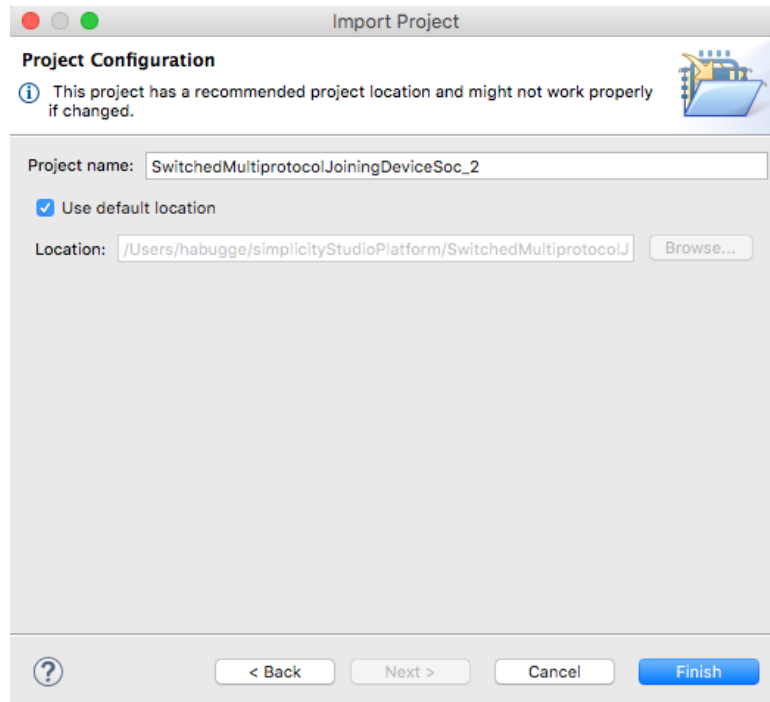 Import Project
Project Configuration
This project has a recommended project location and might not work properly
if changed.
Project name: SwitchedMultiprotocolJoiningDeviceSoc_2
Use default location
Location: /Users/habugge/simplicityStudioPlatform/SwitchedMultiprotocolJ Browse...
? < Back Next > Cancel Finish